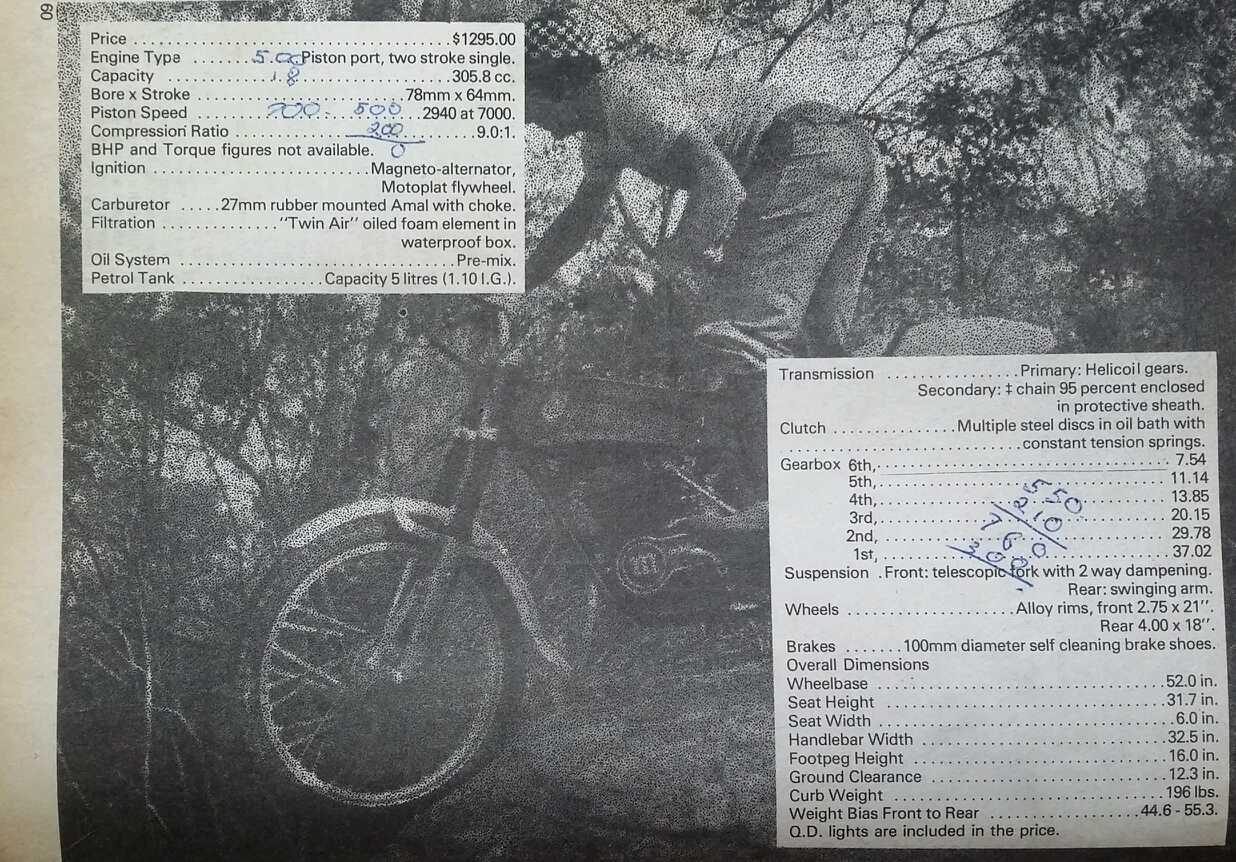 60
Price $1295.00
Engine Type Piston port, two stroke single.
Capacity 305.8 cc.
Bore x Stroke 78mm x 64mm.
Piston Speed 700 500 2940 at 7000.
Compression Ratio 200 9.0:1.
BHP and Torque figures not available. 0
Ignition Magneto-alternator,
Motoplat flywheel.
Carburetor 27mm rubber mounted Amal with choke.
Filtration "Twin Air" oiled foam element in
waterproof box.
Oil System Pre-mix.
Petrol Tank Capacity 5 litres (1.10 I.G.).
Transmission Primary: Helicoil gears.
Secondary: ‡ chain 95 percent enclosed
in protective sheath.
Clutch Multiple steel discs in oil bath with
constant tension springs.
Gearbox 6th, 7.54
5th, 11.14
4th, 13.85
3rd, 20.15
2nd, 29.78
1st, 37.02
550
210
760
Suspension . Front: telescopic fork with 2 way dampening.
Rear: swinging arm.
Wheels Alloy rims, front 2.75 x 21".
Rear 4.00 x 18".
Brakes 100mm diameter self cleaning brake shoes.
Overall Dimensions
Wheelbase 52.0 in.
Seat Height 31.7 in.
Seat Width 6.0 in.
Handlebar Width 32.5 in.
Footpeg Height 16.0 in.
Ground Clearance 12.3 in.
Curb Weight 196 lbs.
Weight Bias Front to Rear 44.6 - 55.3.
Q.D. lights are included in the price.